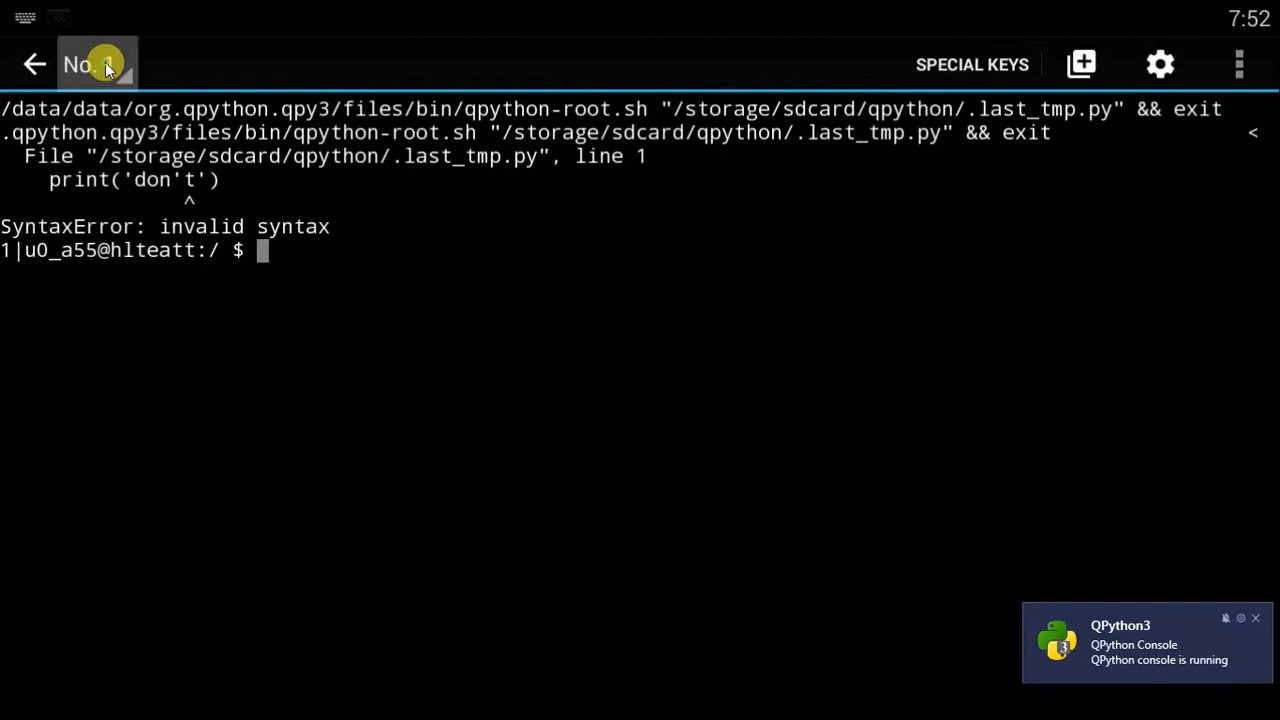 7:52
No. 1
SPECIAL KEYS
/data/data/org.qpython.qpy3/files/bin/qpython-root.sh "/storage/sdcard/qpython/.last_tmp.py" && exit
.qpython.qpy3/files/bin/qpython-root.sh "/storage/sdcard/qpython/.last_tmp.py" && exit <
File "/storage/sdcard/qpython/.last_tmp.py", line 1
print('don't')
^
SyntaxError: invalid syntax
1|u0_a55@hlteatt:/ $
QPython3
QPython Console
QPython console is running
3